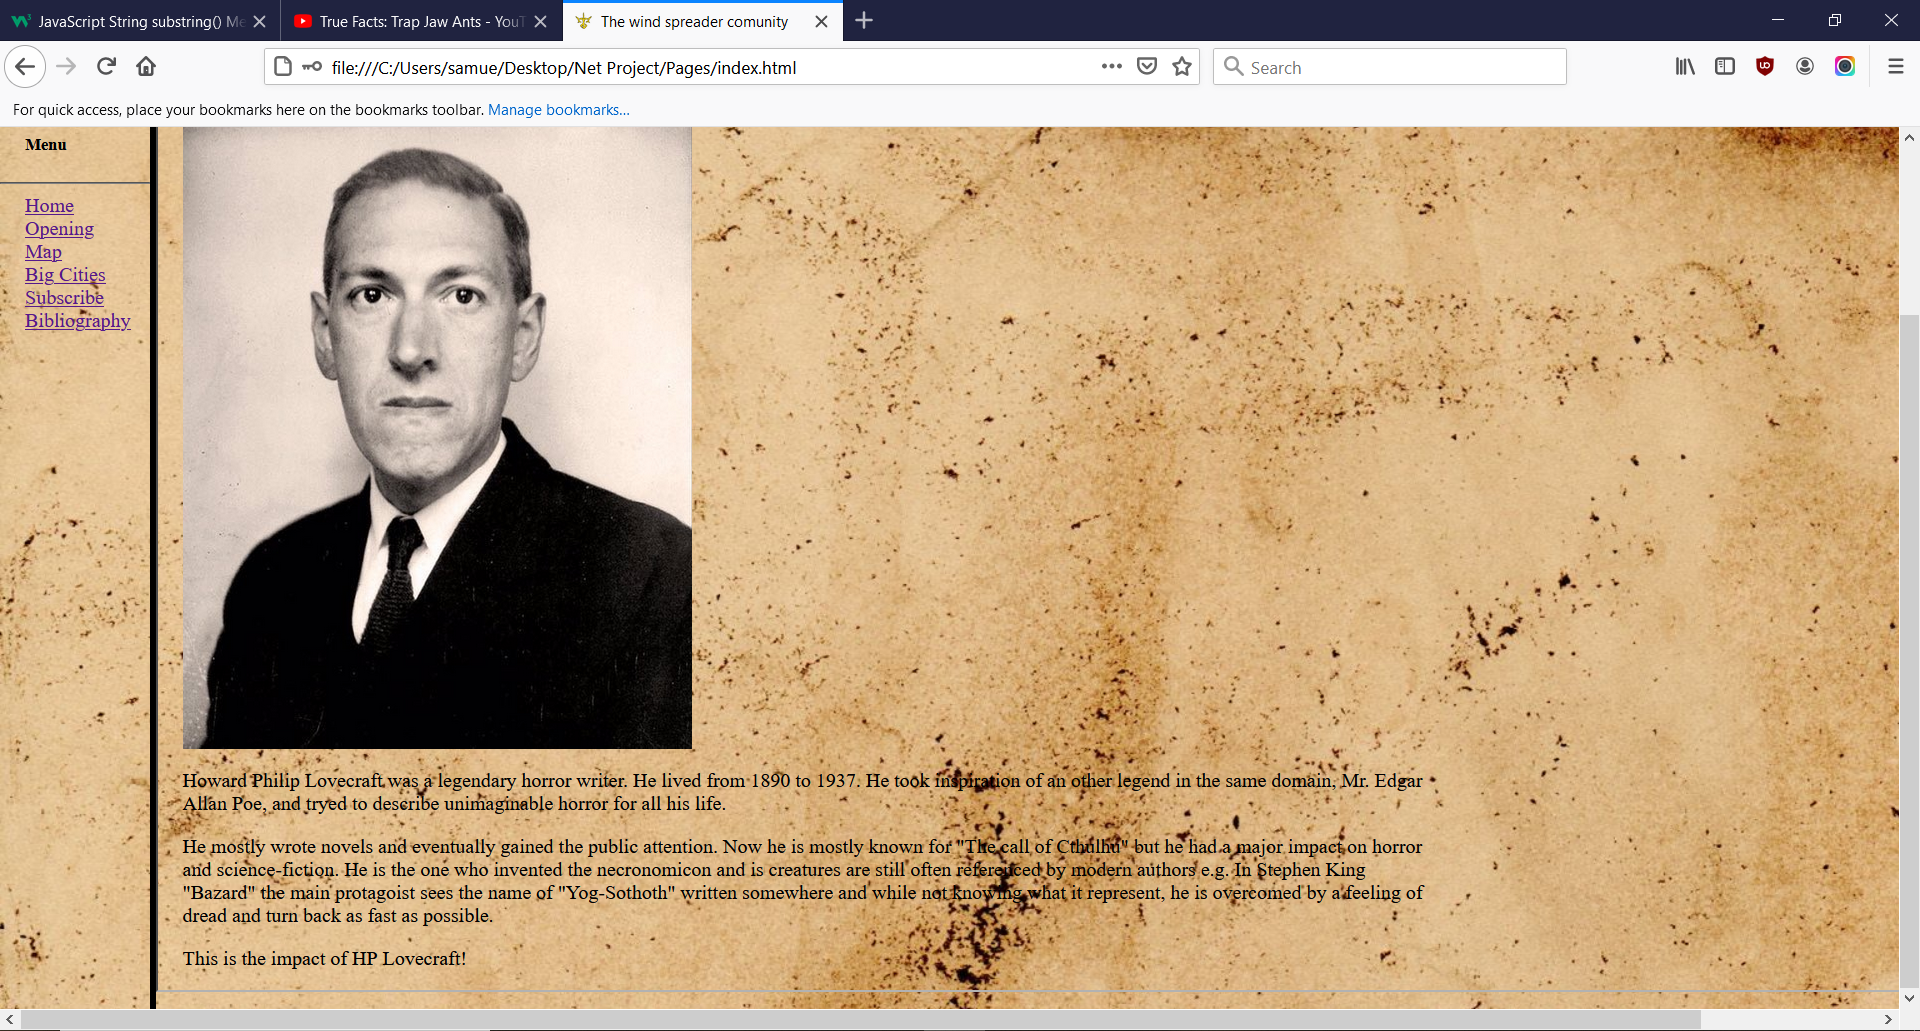 JavaScript String substring() Me
True Facts: Trap Jaw Ants - YouT
The wind spreader comunity
file:///C:/Users/samue/Desktop/Net Project/Pages/index.html
Search
For quick access, place your bookmarks here on the bookmarks toolbar. Manage bookmarks...
Menu
Home
Opening
Map
Big Cities
Subscribe
Bibliography
Howard Philip Lovecraft was a legendary horror writer. He lived from 1890 to 1937. He took inspiration of an other legend in the same domain, Mr. Edgar
Allan Poe, and tryed to describe unimaginable horror for all his life.
He mostly wrote novels and eventually gained the public attention. Now he is mostly known for "The call of Cthulhu" but he had a major impact on horror
and science-fiction. He is the one who invented the necronomicon and is creatures are still often referenced by modern authors e.g. In Stephen King
"Bazard" the main protagoist sees the name of "Yog-Sothoth" written somewhere and while not knowing what it represent, he is overcomed by a feeling of
dread and turn back as fast as possible.
This is the impact of HP Lovecraft!